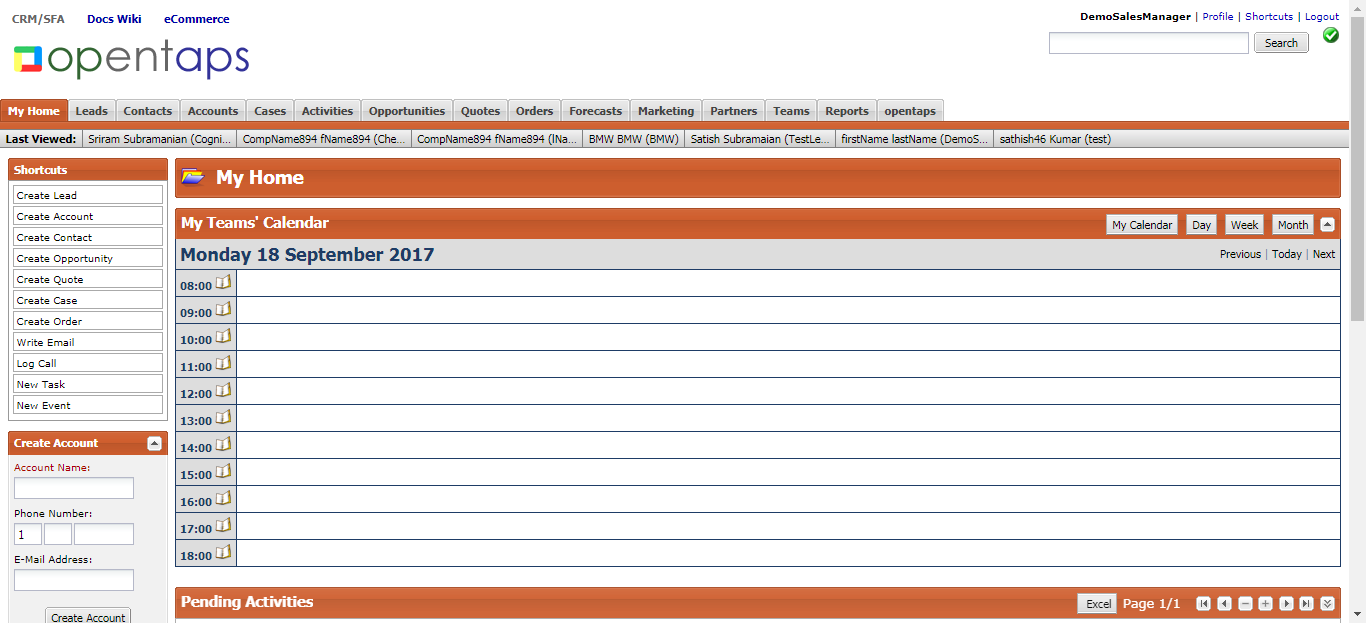 CRM/SFA Docs Wiki eCommerce
DemoSalesManager | Profile | Shortcuts | Logout
opentaps
Search
My Home Leads Contacts Accounts Cases Activities Opportunities Quotes Orders Forecasts Marketing Partners Teams Reports opentaps
Last Viewed: Sriram Subramanian (Cogni... CompName894 fName894 (Che... CompName894 fName894 (lNa... BMW BMW (BMW) Satish Subramaian (TestLe... firstName lastName (DemoS... sathish46 Kumar (test)
Shortcuts
Create Lead
Create Account
Create Contact
Create Opportunity
Create Quote
Create Case
Create Order
Write Email
Log Call
New Task
New Event
Create Account
Account Name:
Phone Number:
1
E-Mail Address:
Create Account
My Home
My Teams' Calendar My Calendar Day Week Month
Monday 18 September 2017 Previous | Today | Next
08:00
09:00
10:00
11:00
12:00
13:00
14:00
15:00
16:00
17:00
18:00
Pending Activities Excel Page 1/1